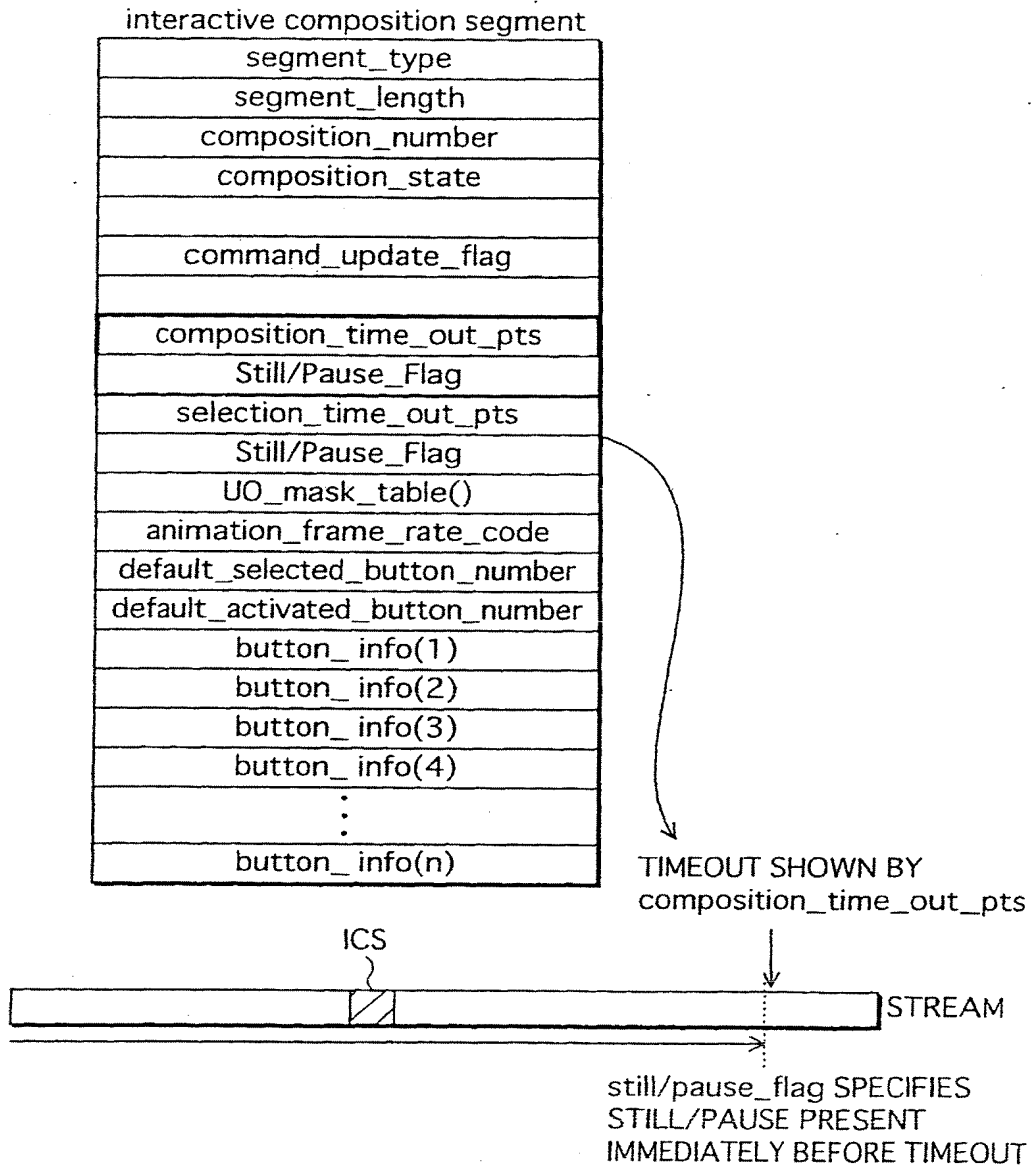 interactive composition segment
segment_type
segment_length
composition_number
composition_state
command_update_flag
composition_time_out_pts
Still/Pause_Flag
selection_time_out_pts
Still/Pause_Flag
UO_mask_table()
animation_frame_rate_code
default_selected_button_number
default_activated_button_number
button_ info(1)
button_ info(2)
button_ info(3)
button_ info(4)
button_ info(n)
TIMEOUT SHOWN BY
composition_time_out_pts
ICS
STREAM
still/pause_flag SPECIFIES
STILL/PAUSE PRESENT
IMMEDIATELY BEFORE TIMEOUT